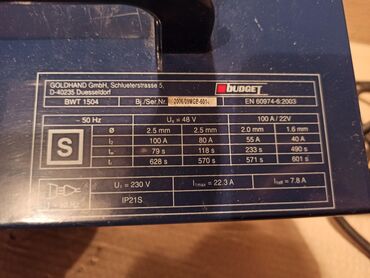 GOLDHAND GmbH, Schlueterstrasse 5,
D-40235 Duesseldorf
BUDGET
BWT 1504 Bj./Ser.Nr. EN 60974-6:2003
~ 50 Hz U₀ = 48 V 100 A / 22V
S
Ø 2.5 mm 2.5 mm 2.0 mm 1.6 mm
I₂ 100 A 80 A 55 A 40 A
79 s 118 s 233 s 490 s
628 s 570 s 571 s 601 s
U₁ = 230 V I₁max = 22.3 A I₁eff = 7.8 A
IP21S